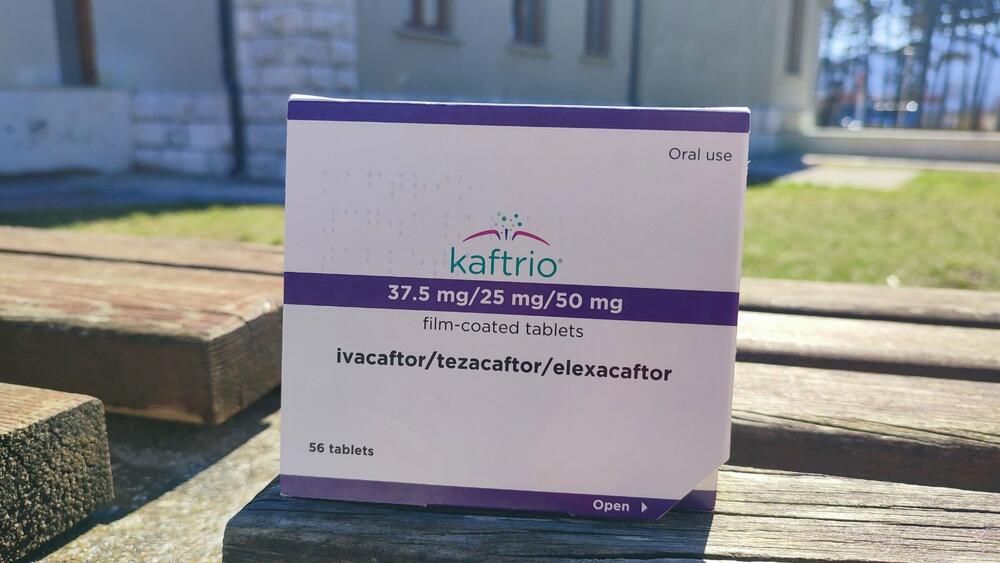 Oral use
kaftrio®
37.5 mg/25 mg/50 mg
film-coated tablets
ivacaftor/tezacaftor/elexacaftor
56 tablets
Open